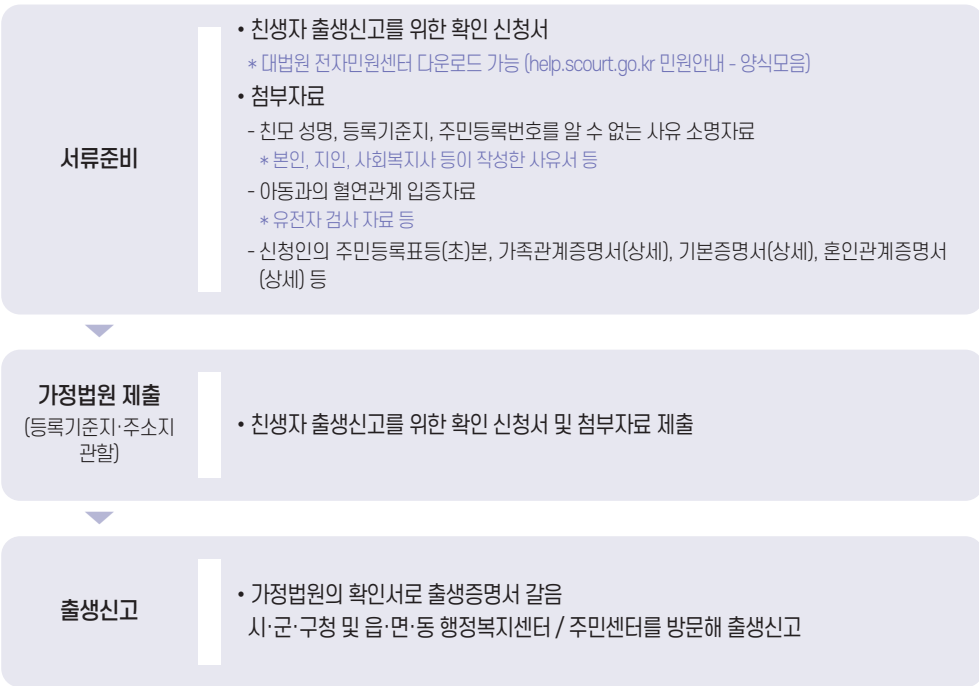 서류준비
• 친생자 출생신고를 위한 확인 신청서
* 대법원 전자민원센터 다운로드 가능 (help.scourt.go.kr 민원안내 - 양식모음)
• 첨부자료
- 친모 성명, 등록기준지, 주민등록번호를 알 수 없는 사유 소명자료
* 본인, 지인, 사회복지사 등이 작성한 사유서 등
- 아동과의 혈연관계 입증자료
* 유전자 검사 자료 등
- 신청인의 주민등록표등(초)본, 가족관계증명서(상세), 기본증명서(상세), 혼인관계증명서
(상세) 등
가정법원 제출
(등록기준지·주소지
관할)
• 친생자 출생신고를 위한 확인 신청서 및 첨부자료 제출
출생신고
• 가정법원의 확인서로 출생증명서 갈음
시·군·구청 및 읍·면·동 행정복지센터 / 주민센터를 방문해 출생신고